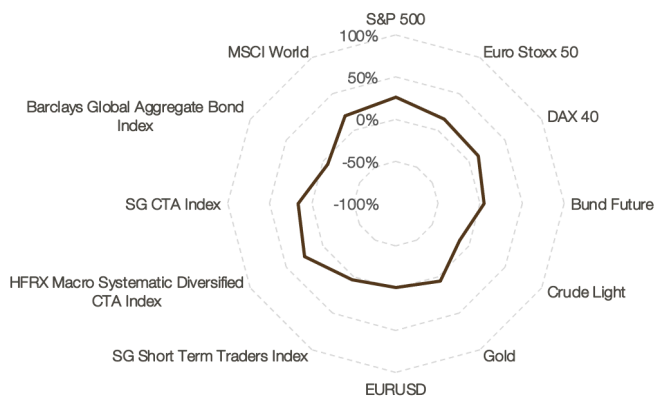 S&P 500
100%
MSCI World
Euro Stoxx 50
50%
Barclays Global Aggregate Bond
Index
DAX 40
0%
-50%
SG CTA Index
-100%
Bund Future
HFRX Macro Systematic Diversified
CTA Index
Crude Light
SG Short Term Traders Index
Gold
EURUSD